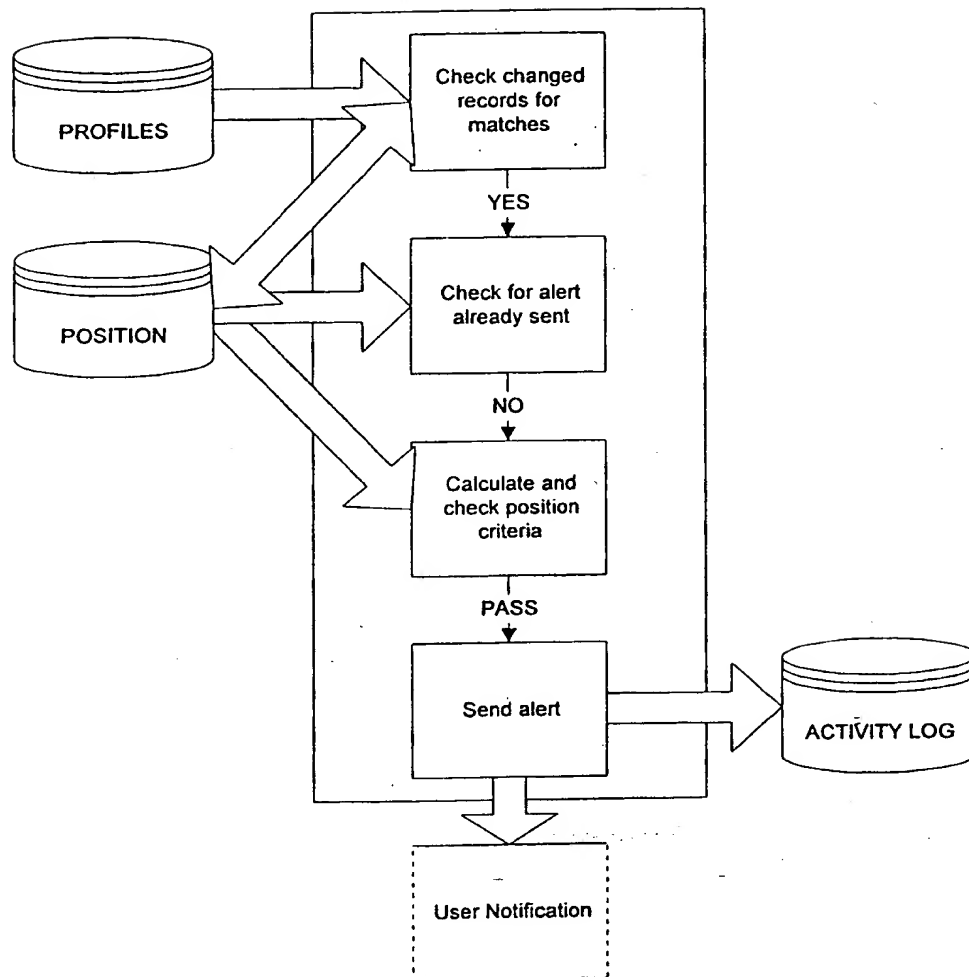 PROFILES
Check changed
records for
matches
YES
POSITION
Check for alert
already sent
NO
Calculate and
check position
criteria
PASS
Send alert
ACTIVITY LOG
User Notification